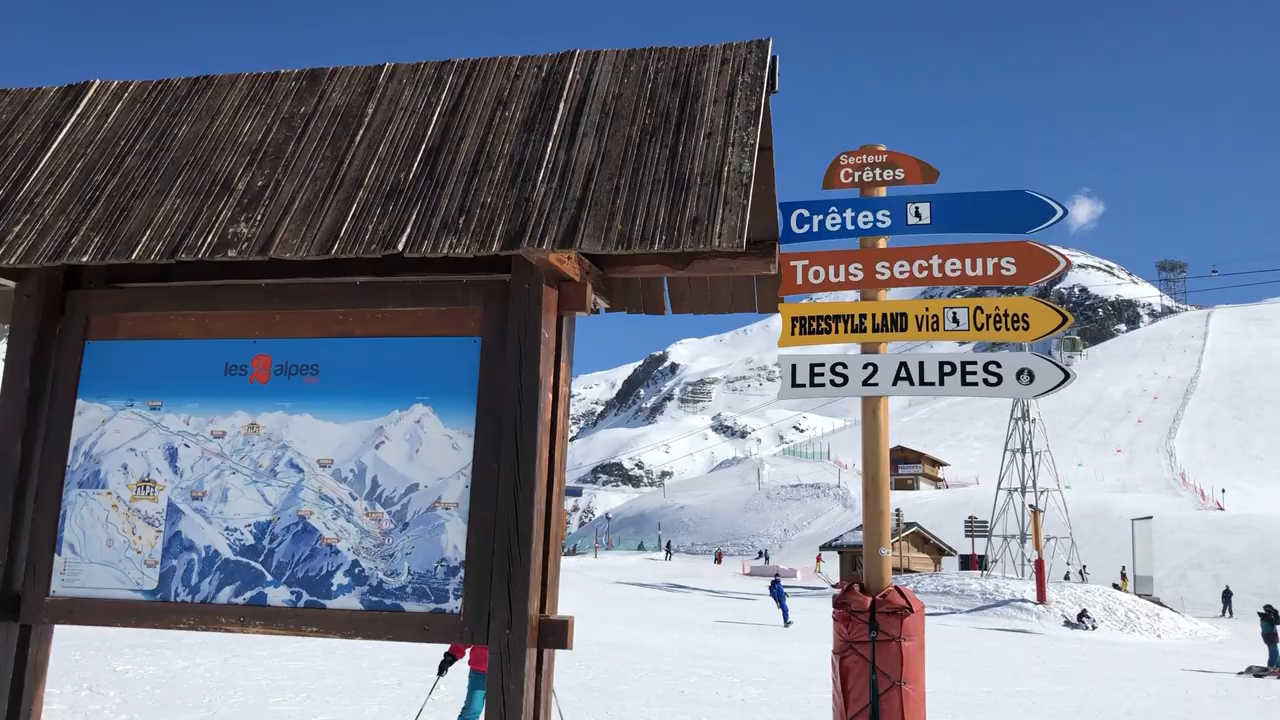 les 2 alpes
Secteur
Crêtes
Crêtes
Tous secteurs
FREESTYLE LAND via Crêtes
LES 2 ALPES